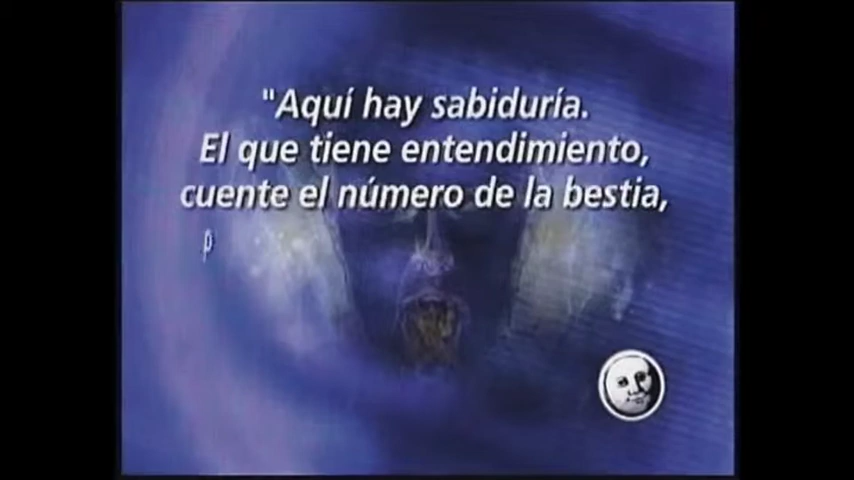 "Aquí hay sabiduría.
El que tiene entendimiento,
cuente el número de la bestia,
p